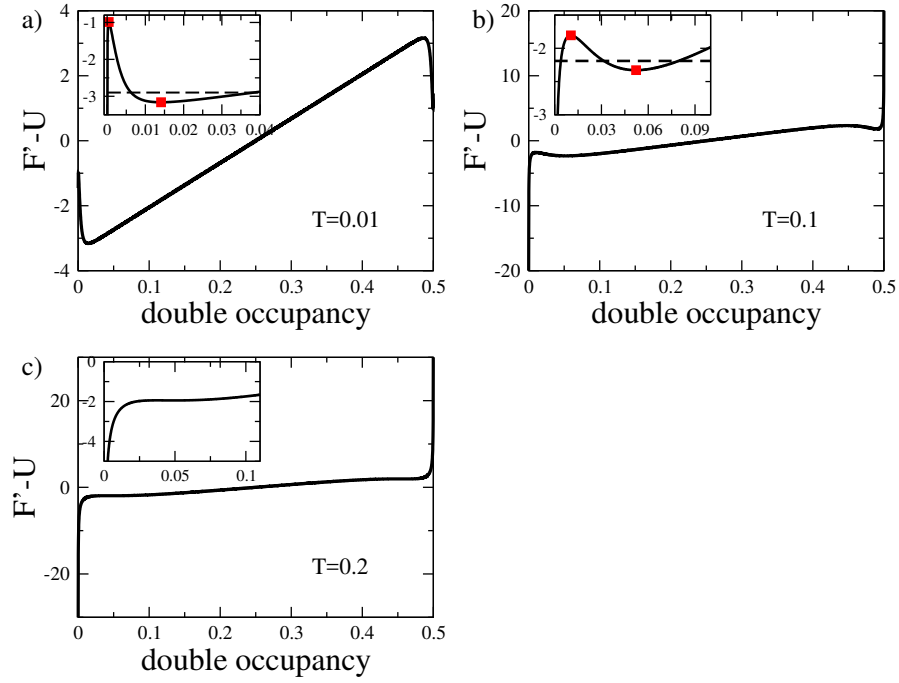 a)
F'-U
4
2
0
-2
-4
0 0.1 0.2 0.3 0.4 0.5
double occupancy
T=0.01
-1
-2
-3
0 0.01 0.02 0.03 0.04
b)
F'-U
20
10
0
-10
-20
0 0.1 0.2 0.3 0.4 0.5
double occupancy
T=0.1
-2
-3
0 0.03 0.06 0.09
c)
F'-U
20
0
-20
0 0.1 0.2 0.3 0.4 0.5
double occupancy
T=0.2
0
-2
-4
0 0.05 0.1